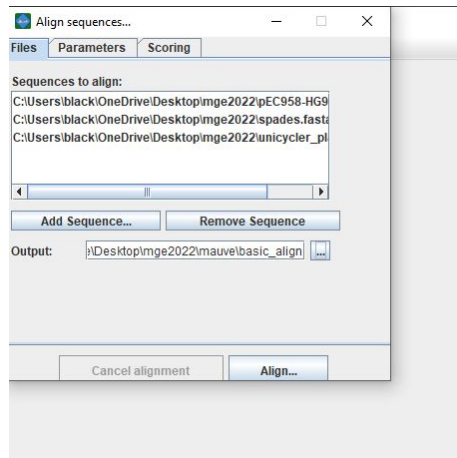 Align sequences...
Files Parameters Scoring
Sequences to align:
C:\Users\black\OneDrive\Desktop\mge2022\pEC958-HG9
C:\Users\black\OneDrive\Desktop\mge2022\spades.fasta
C:\Users\black\OneDrive\Desktop\mge2022\unicycler_pl
Add Sequence... Remove Sequence
Output: e\Desktop\mge2022\mauve\basic_align ...
Cancel alignment Align...